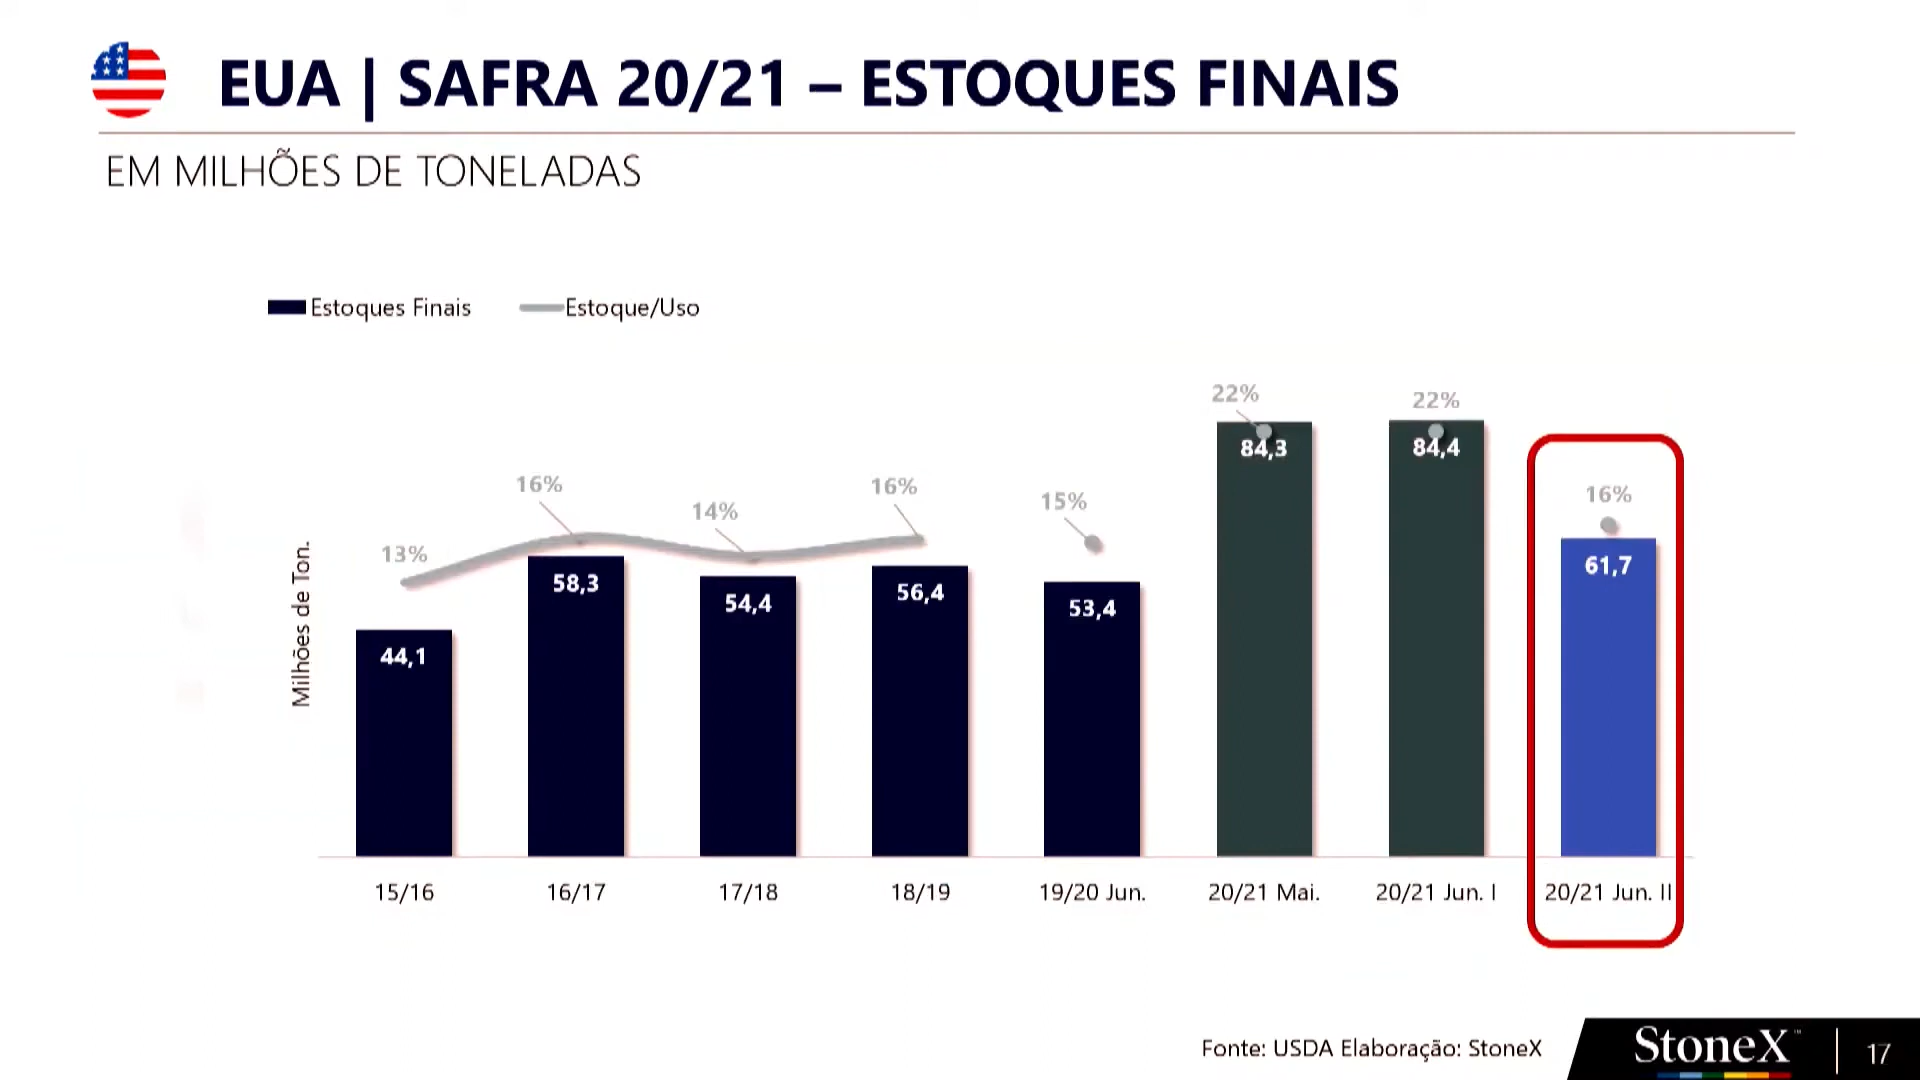 EUA | SAFRA 20/21 – ESTOQUES FINAIS
EM MILHÕES DE TONELADAS
Estoques Finais
Estoque/Uso
Milhões de Ton.
13%
16%
14%
16%
15%
22%
22%
16%
44,1
58,3
54,4
56,4
53,4
84,3
84,4
61,7
15/16
16/17
17/18
18/19
19/20 Jun.
20/21 Mai.
20/21 Jun. I
20/21 Jun. II
Fonte: USDA Elaboração: StoneX
StoneX™
17